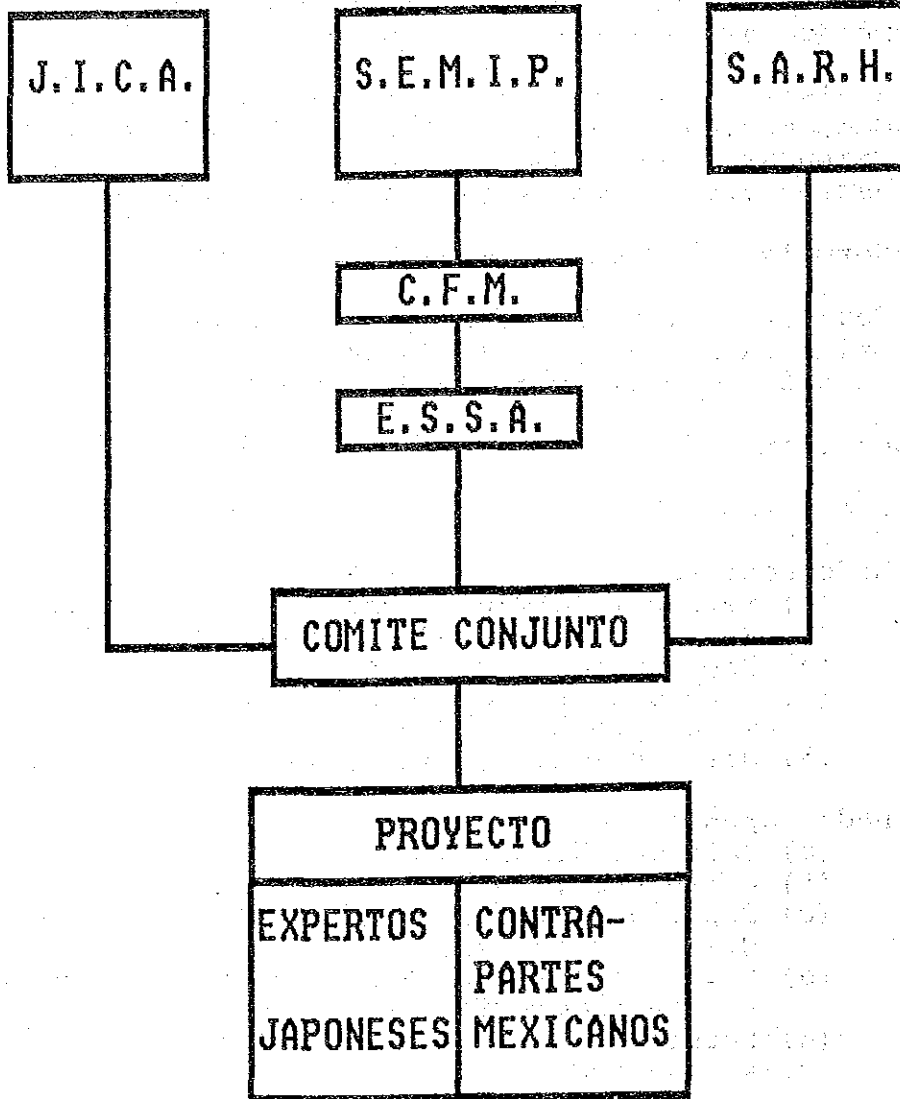 J.I.C.A.
S.E.M.I.P.
S.A.R.H.
C.F.M.
E.S.S.A.
COMITE CONJUNTO
PROYECTO
EXPERTOS
JAPONESES
CONTRA-
PARTES
MEXICANOS